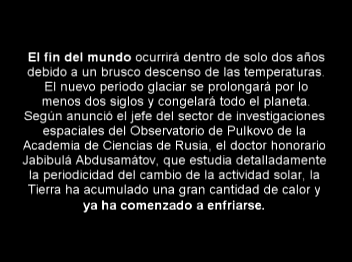 El fin del mundo ocurrirá dentro de solo dos años
debido a un brusco descenso de las temperaturas.
El nuevo periodo glaciar se prolongará por lo
menos dos siglos y congelará todo el planeta.
Según anunció el jefe del sector de investigaciones
espaciales del Observatorio de Pulkovo de la
Academia de Ciencias de Rusia, el doctor honorario
Jabibulá Abdusamátov, que estudia detalladamente
la periodicidad del cambio de la actividad solar, la
Tierra ha acumulado una gran cantidad de calor y
ya ha comenzado a enfriarse.